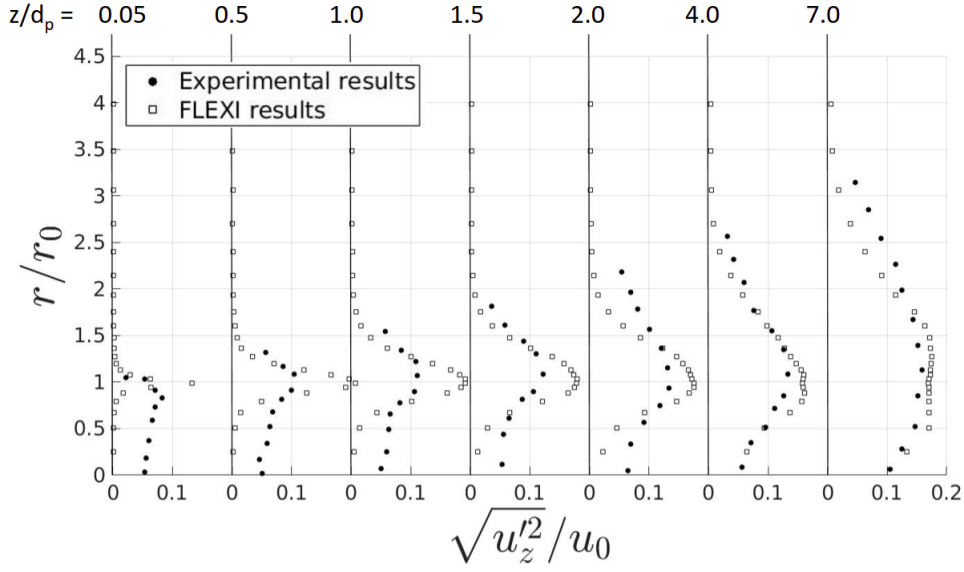 z/dp = 0.05 0.5 1.0 1.5 2.0 4.0 7.0
4.5
Experimental results
4
FLEXI results
3.5
3
2.5
2
1.5
1
0.5
0
0 0.1 0 0.1 0 0.1 0 0.1 0 0.1 0 0.1 0 0.1 0.2
r/r₀
√u′²_z/u₀